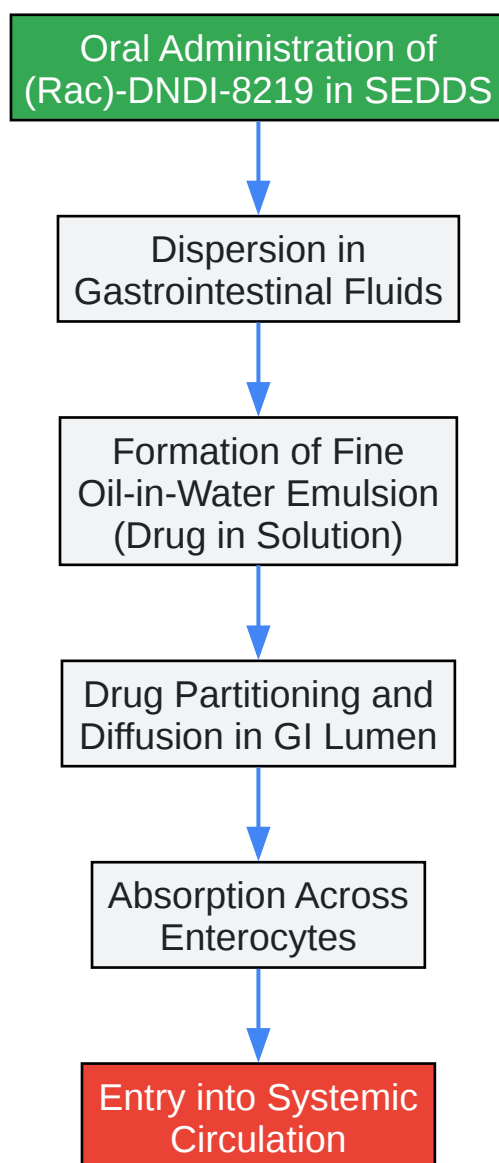 Oral Administration of
(Rac)-DNDI-8219 in SEDDS
Dispersion in
Gastrointestinal Fluids
Formation of Fine
Oil-in-Water Emulsion
(Drug in Solution)
Drug Partitioning and
Diffusion in GI Lumen
Absorption Across
Enterocytes
Entry into Systemic
Circulation